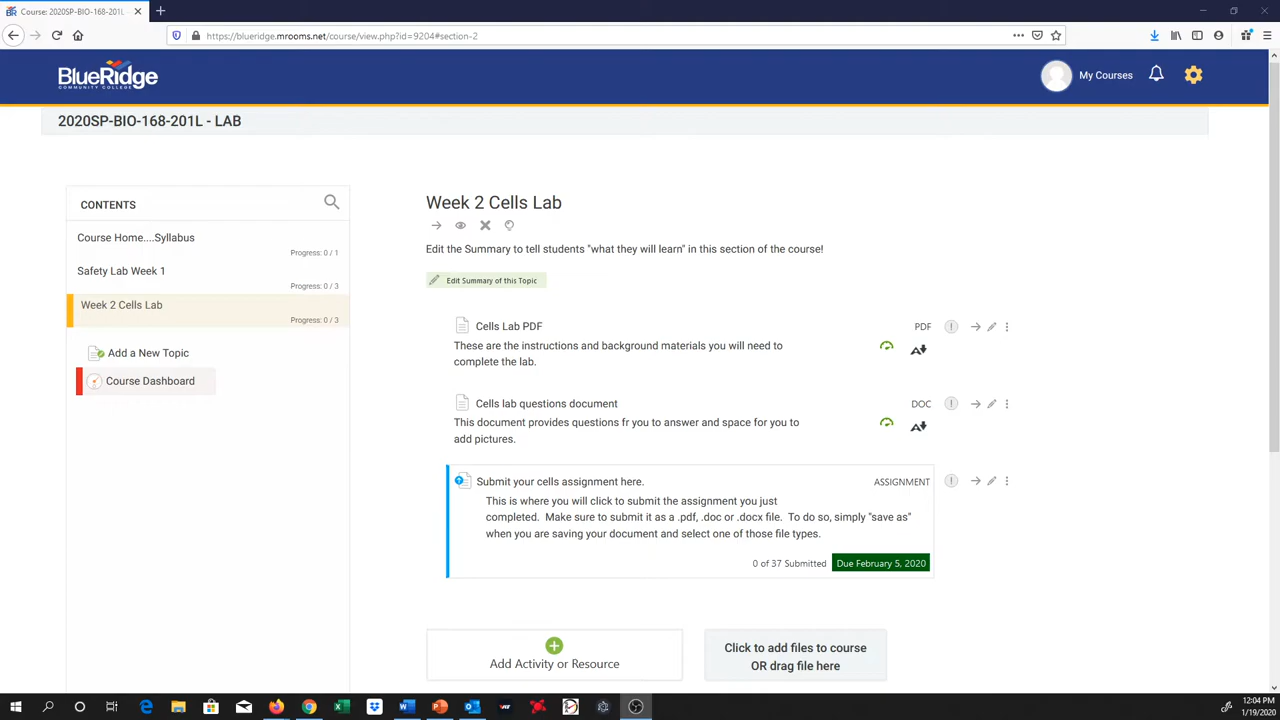 Course: 2020SP-BIO-168-201L -
https://blueridge.mrooms.net/course/view.php?id=9204#section-2
BlueRidge
COMMUNITY COLLEGE
My Courses
2020SP-BIO-168-201L - LAB
CONTENTS
Course Home....Syllabus
Progress: 0 / 1
Safety Lab Week 1
Progress: 0 / 3
Week 2 Cells Lab
Progress: 0 / 3
Add a New Topic
Course Dashboard
Week 2 Cells Lab
Edit the Summary to tell students "what they will learn" in this section of the course!
Edit Summary of this Topic
Cells Lab PDF
PDF
These are the instructions and background materials you will need to
complete the lab.
Cells lab questions document
DOC
This document provides questions fr you to answer and space for you to
add pictures.
Submit your cells assignment here.
ASSIGNMENT
This is where you will click to submit the assignment you just
completed. Make sure to submit it as a .pdf, .doc or .docx file. To do so, simply "save as"
when you are saving your document and select one of those file types.
0 of 37 Submitted
Due February 5, 2020
Add Activity or Resource
Click to add files to course
OR drag file here
12:04 PM
1/19/2020